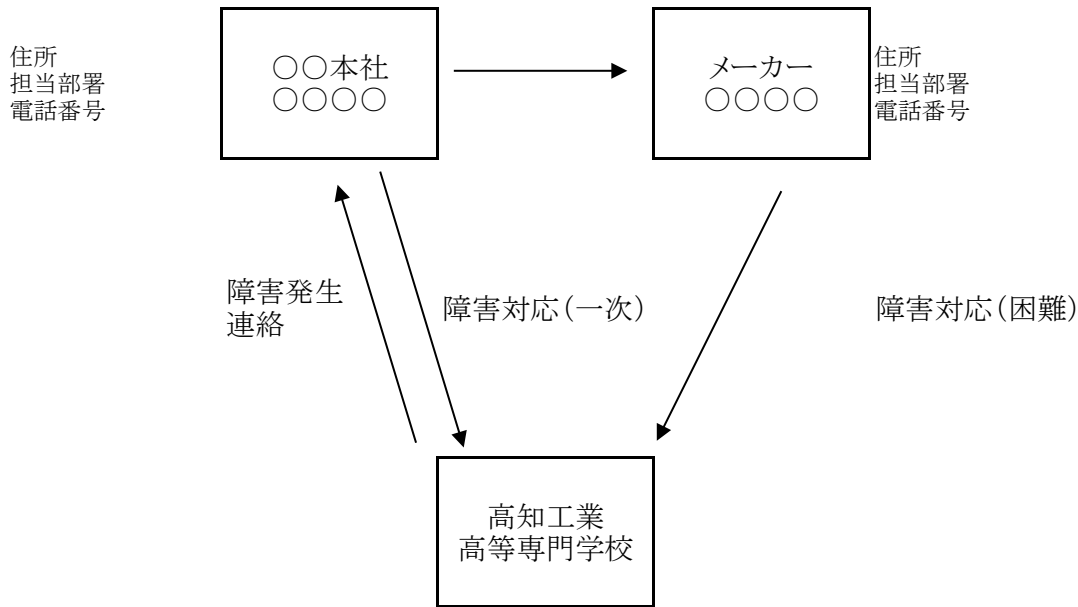 住所
担当部署
電話番号
○○本社
○○○○
メーカー
○○○○
住所
担当部署
電話番号
障害発生
連絡
障害対応(一次)
障害対応(困難)
高知工業
高等専門学校